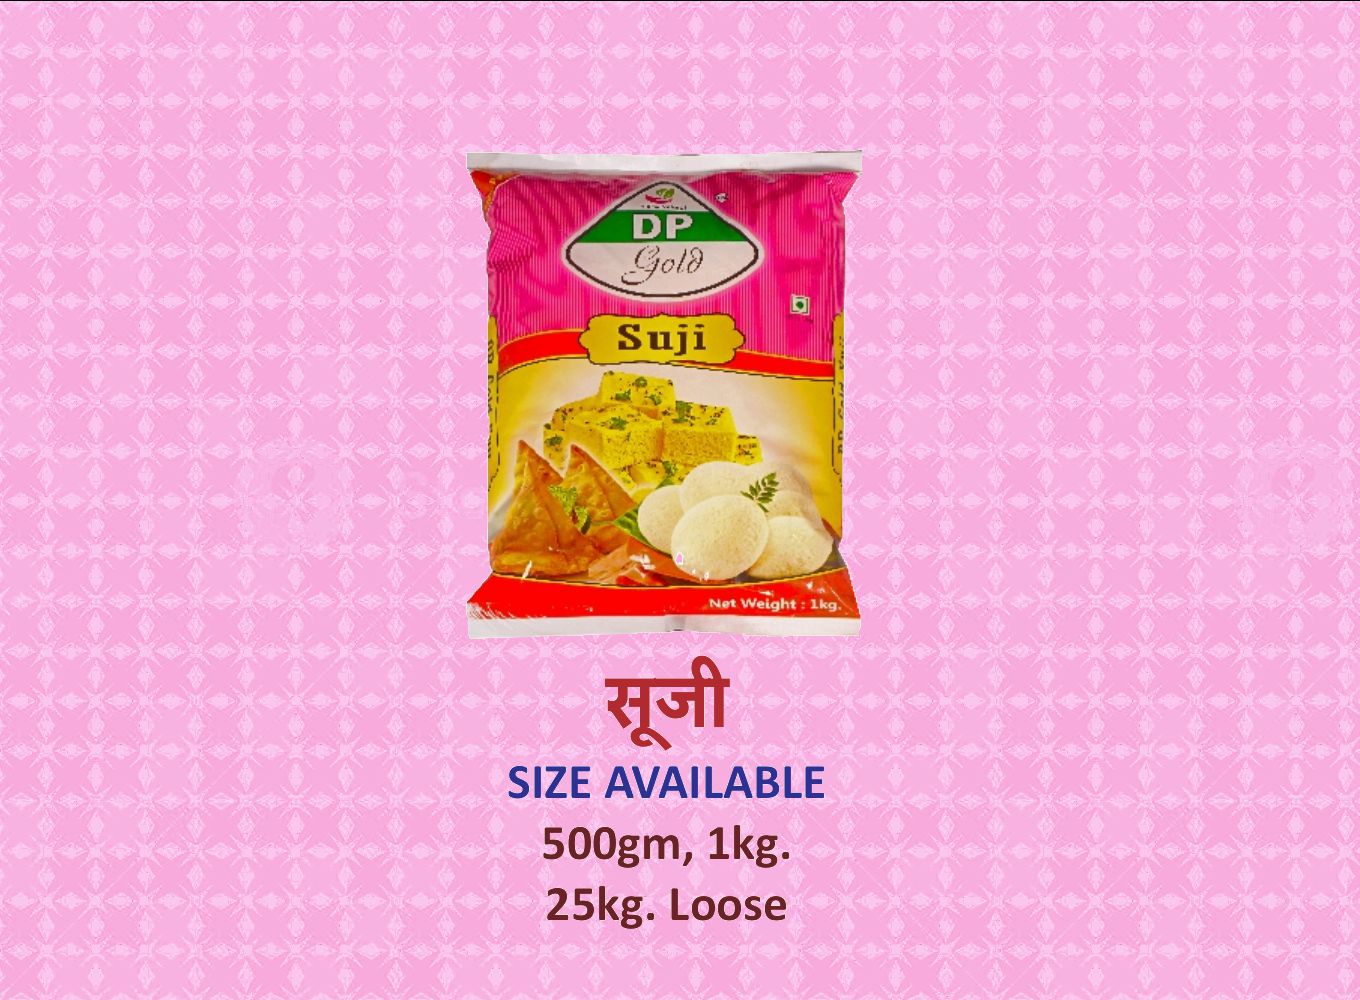 DP
Gold
Suji
Net Weight : 1kg.
सूजी
SIZE AVAILABLE
500gm, 1kg.
25kg. Loose